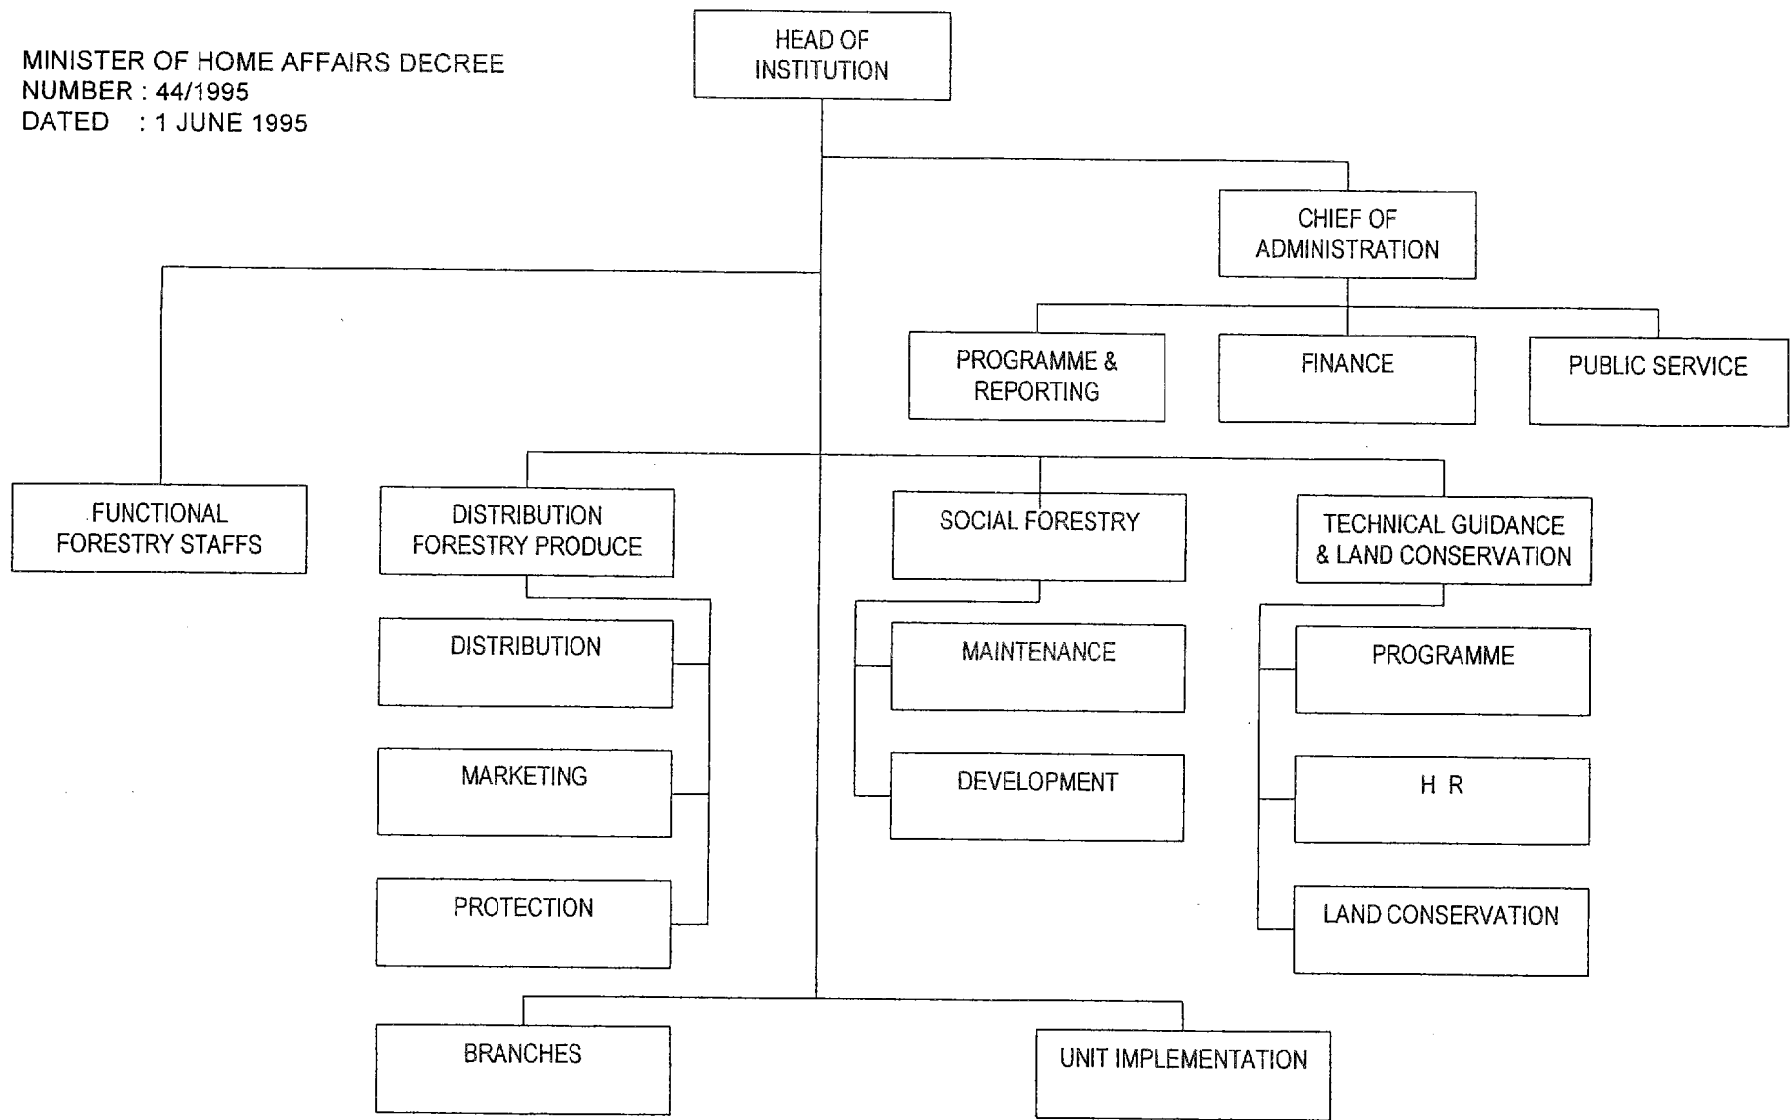 MINISTER OF HOME AFFAIRS DECREE
NUMBER : 44/1995
DATED : 1 JUNE 1995
HEAD OF
INSTITUTION
CHIEF OF
ADMINISTRATION
PROGRAMME &
REPORTING
FINANCE
PUBLIC SERVICE
FUNCTIONAL
FORESTRY STAFFS
DISTRIBUTION
FORESTRY PRODUCE
SOCIAL FORESTRY
TECHNICAL GUIDANCE
& LAND CONSERVATION
DISTRIBUTION
MAINTENANCE
PROGRAMME
MARKETING
DEVELOPMENT
H R
PROTECTION
LAND CONSERVATION
BRANCHES
UNIT IMPLEMENTATION